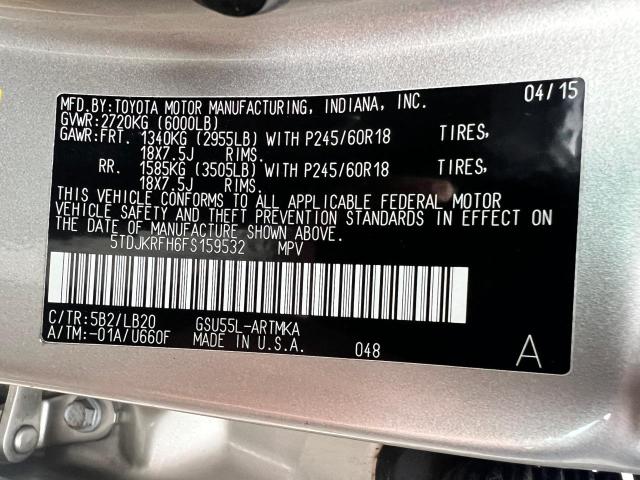 MFD.BY:TOYOTA MOTOR MANUFACTURING, INDIANA, INC. 04/15
GVWR:2720KG (6000LB)
GAWR:FRT. 1340KG (2955LB) WITH P245/60R18 TIRES,
18X7.5J RIMS.
RR. 1585KG (3505LB) WITH P245/60R18 TIRES,
18X7.5J RIMS.
THIS VEHICLE CONFORMS TO ALL APPLICABLE FEDERAL MOTOR
VEHICLE SAFETY AND THEFT PREVENTION STANDARDS IN EFFECT ON
THE DATE OF MANUFACTURE SHOWN ABOVE.
5TDJKRFH6FS159532 MPV
C/TR:5B2/LB20 GSU55L-ARTMKA
A/TM:-01A/U660F MADE IN U.S.A. 048 A